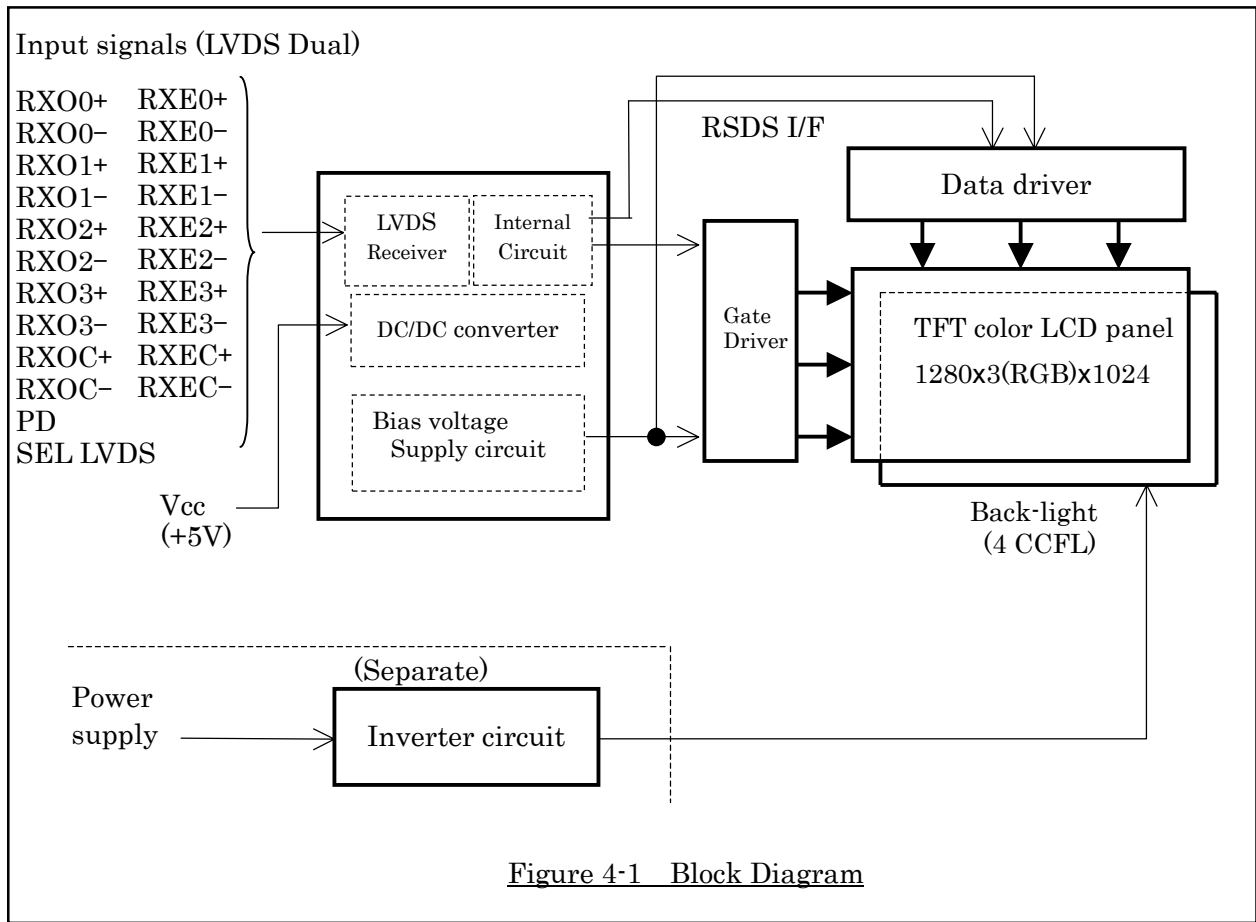 Input signals (LVDS Dual)
RXO0+ RXE0+
RXO0− RXE0−
RXO1+ RXE1+
RXO1− RXE1−
RXO2+ RXE2+
RXO2− RXE2−
RXO3+ RXE3+
RXO3− RXE3−
RXOC+ RXEC+
RXOC− RXEC−
PD
SEL LVDS
Vcc
(+5V)
LVDS
Receiver
Internal
Circuit
DC/DC converter
Bias voltage
Supply circuit
RSDS I/F
Data driver
Gate
Driver
TFT color LCD panel
1280x3(RGB)x1024
Back-light
(4 CCFL)
(Separate)
Power
supply
Inverter circuit
Figure 4-1 Block Diagram